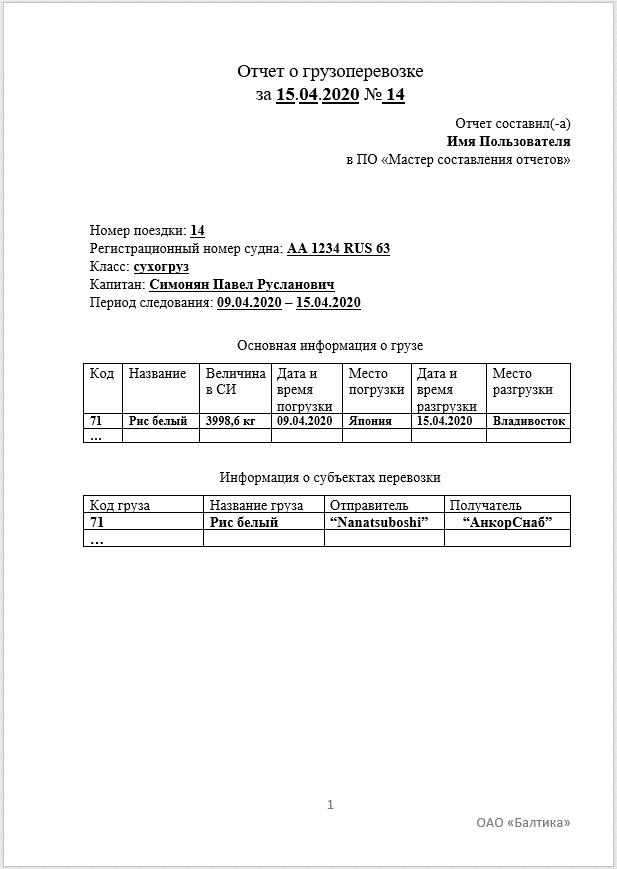 Отчет о грузоперевозке
за 15.04.2020 № 14
Отчет составил(-а)
Имя Пользователя
в ПО «Мастер составления отчетов»
Номер поездки: 14
Регистрационный номер судна: АА 1234 RUS 63
Класс: сухогруз
Капитан: Симонян Павел Русланович
Период следования: 09.04.2020 – 15.04.2020
Основная информация о грузе
Код Название Величина в СИ Дата и время погрузки Место погрузки Дата и время разгрузки Место разгрузки
71 Рис белый 3998,6 кг 09.04.2020 Япония 15.04.2020 Владивосток
...
Информация о субъектах перевозки
Код груза Название груза Отправитель Получатель
71 Рис белый “Nanatsuboshi” “АнкорСнаб”
...
1
ОАО «Балтика»